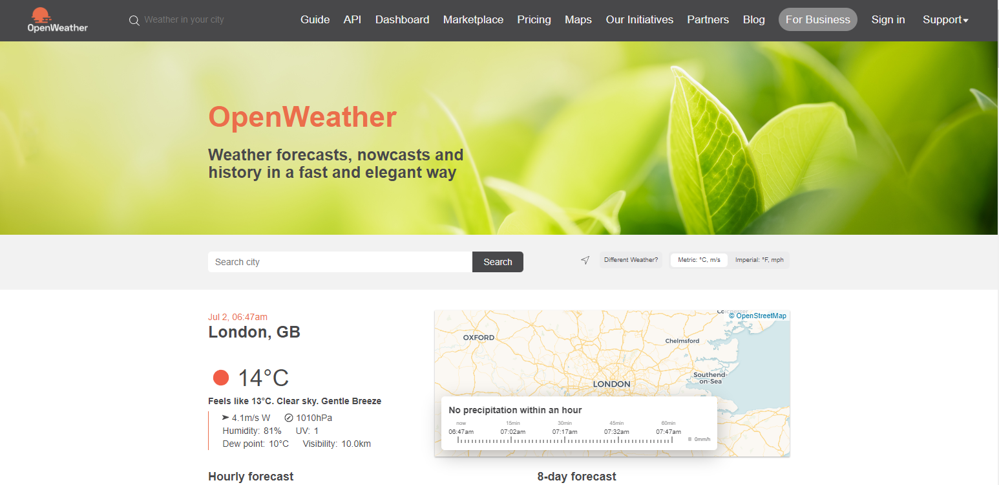 OpenWeather
Weather in your city
Guide API Dashboard Marketplace Pricing Maps Our Initiatives Partners Blog For Business Sign in Support
OpenWeather
Weather forecasts, nowcasts and
history in a fast and elegant way
Search city
Search
Different Weather?
Metric: °C, m/s
Imperial: °F, mph
Jul 2, 06:47am
London, GB
14°C
Feels like 13°C. Clear sky. Gentle Breeze
4.1m/s W 1010hPa
Humidity: 81% UV: 1
Dew point: 10°C Visibility: 10.0km
© OpenStreetMap
OXFORD
Chelmsford
Southend-
on-Sea
LONDON
No precipitation within an hour
now 15min 30min 45min 60min
06:47am 07:02am 07:17am 07:32am 07:47am
0mm/h
Hourly forecast
8-day forecast